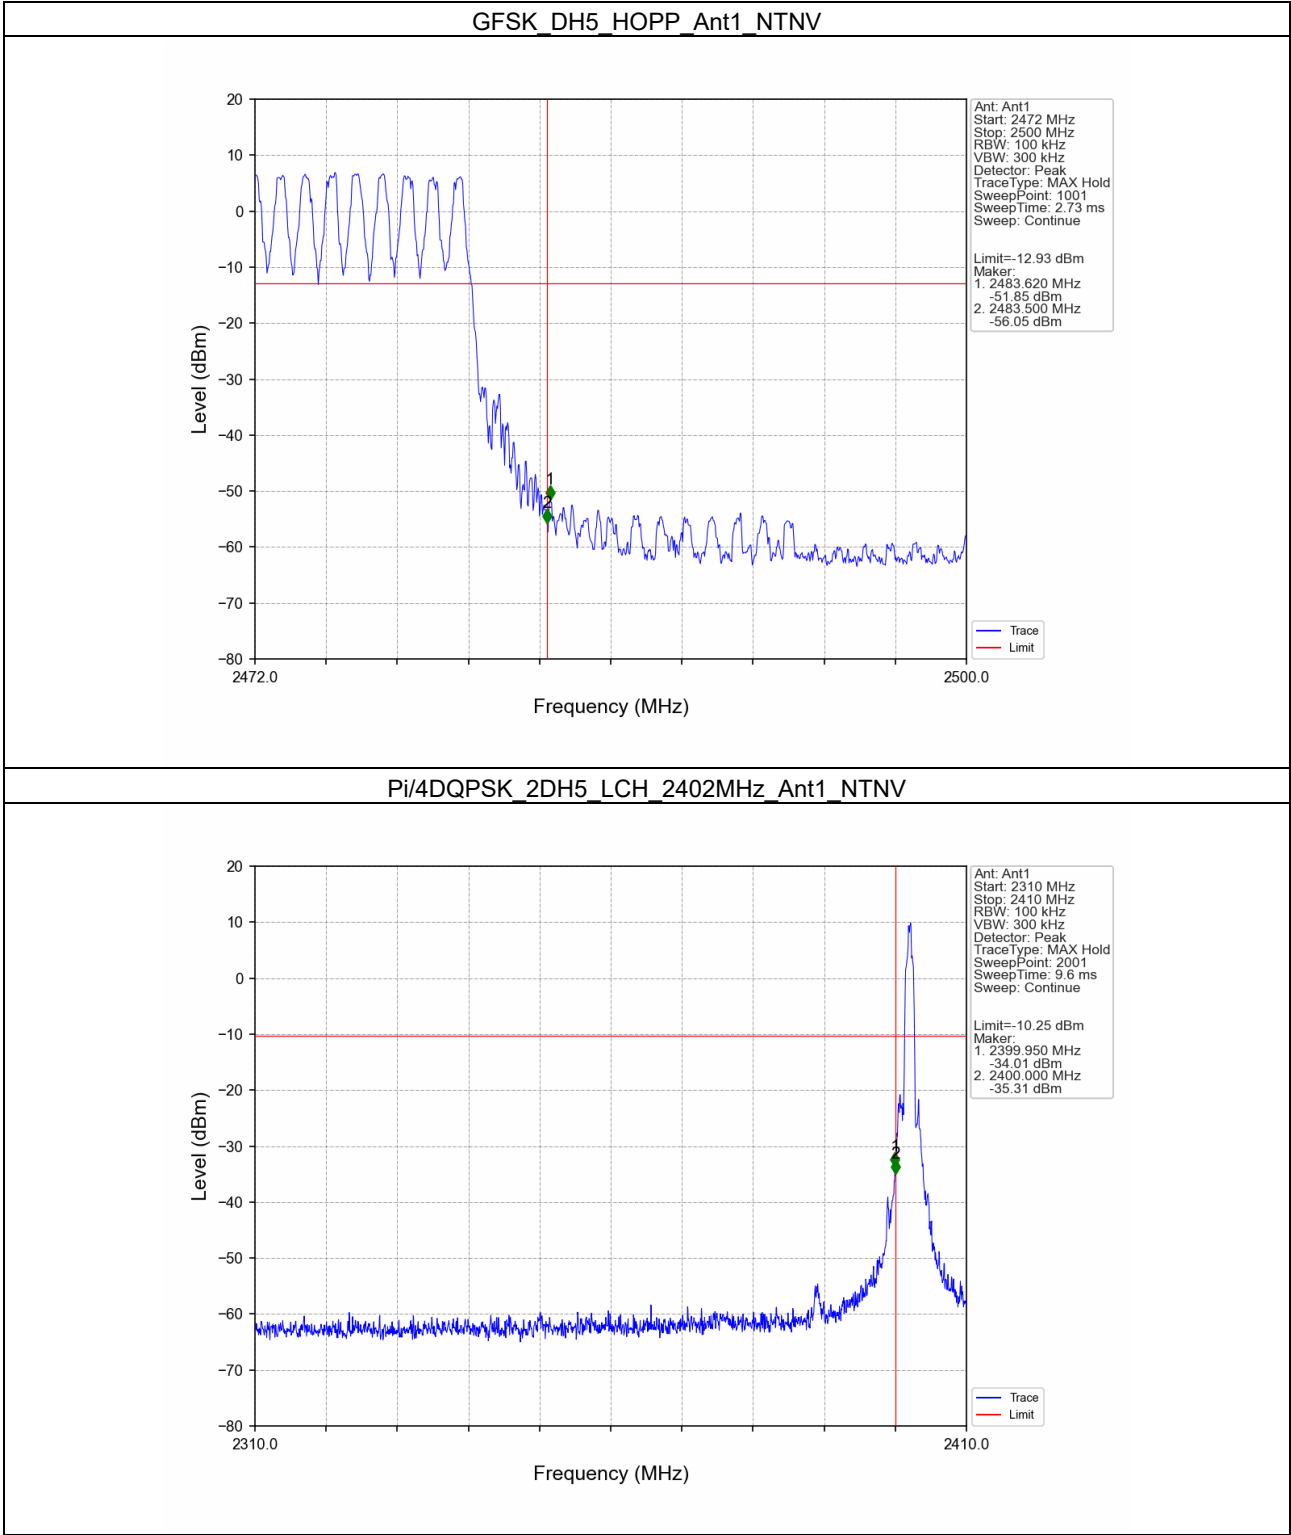 GFSK_DH5_HOPP_Ant1_NTNV
20
10
0
−10
−20
−30
−40
−50
−60
−70
−80
Level (dBm)
1
2
2472.0
2500.0
Frequency (MHz)
Ant: Ant1
Start: 2472 MHz
Stop: 2500 MHz
RBW: 100 kHz
VBW: 300 kHz
Detector: Peak
TraceType: MAX Hold
SweepPoint: 1001
SweepTime: 2.73 ms
Sweep: Continue
Limit=-12.93 dBm
Maker:
1. 2483.620 MHz
-51.85 dBm
2. 2483.500 MHz
-56.05 dBm
Trace
Limit
Pi/4DQPSK_2DH5_LCH_2402MHz_Ant1_NTNV
20
10
0
−10
−20
−30
−40
−50
−60
−70
−80
Level (dBm)
1
2
2310.0
2410.0
Frequency (MHz)
Ant: Ant1
Start: 2310 MHz
Stop: 2410 MHz
RBW: 100 kHz
VBW: 300 kHz
Detector: Peak
TraceType: MAX Hold
SweepPoint: 2001
SweepTime: 9.6 ms
Sweep: Continue
Limit=-10.25 dBm
Maker:
1. 2399.950 MHz
-34.01 dBm
2. 2400.000 MHz
-35.31 dBm
Trace
Limit